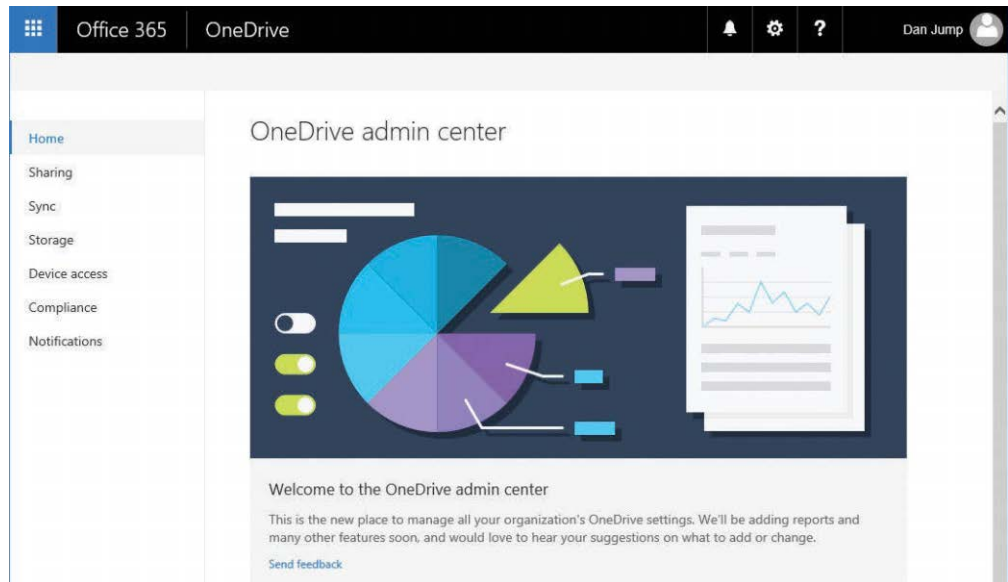 Office 365 OneDrive ? Dan Jump
OneDrive admin center
Home
Sharing
Sync
Storage
Device access
Compliance
Notifications
Welcome to the OneDrive admin center
This is the new place to manage all your organization's OneDrive settings. We'll be adding reports and
many other features soon, and would love to hear your suggestions on what to add or change.
Send feedback